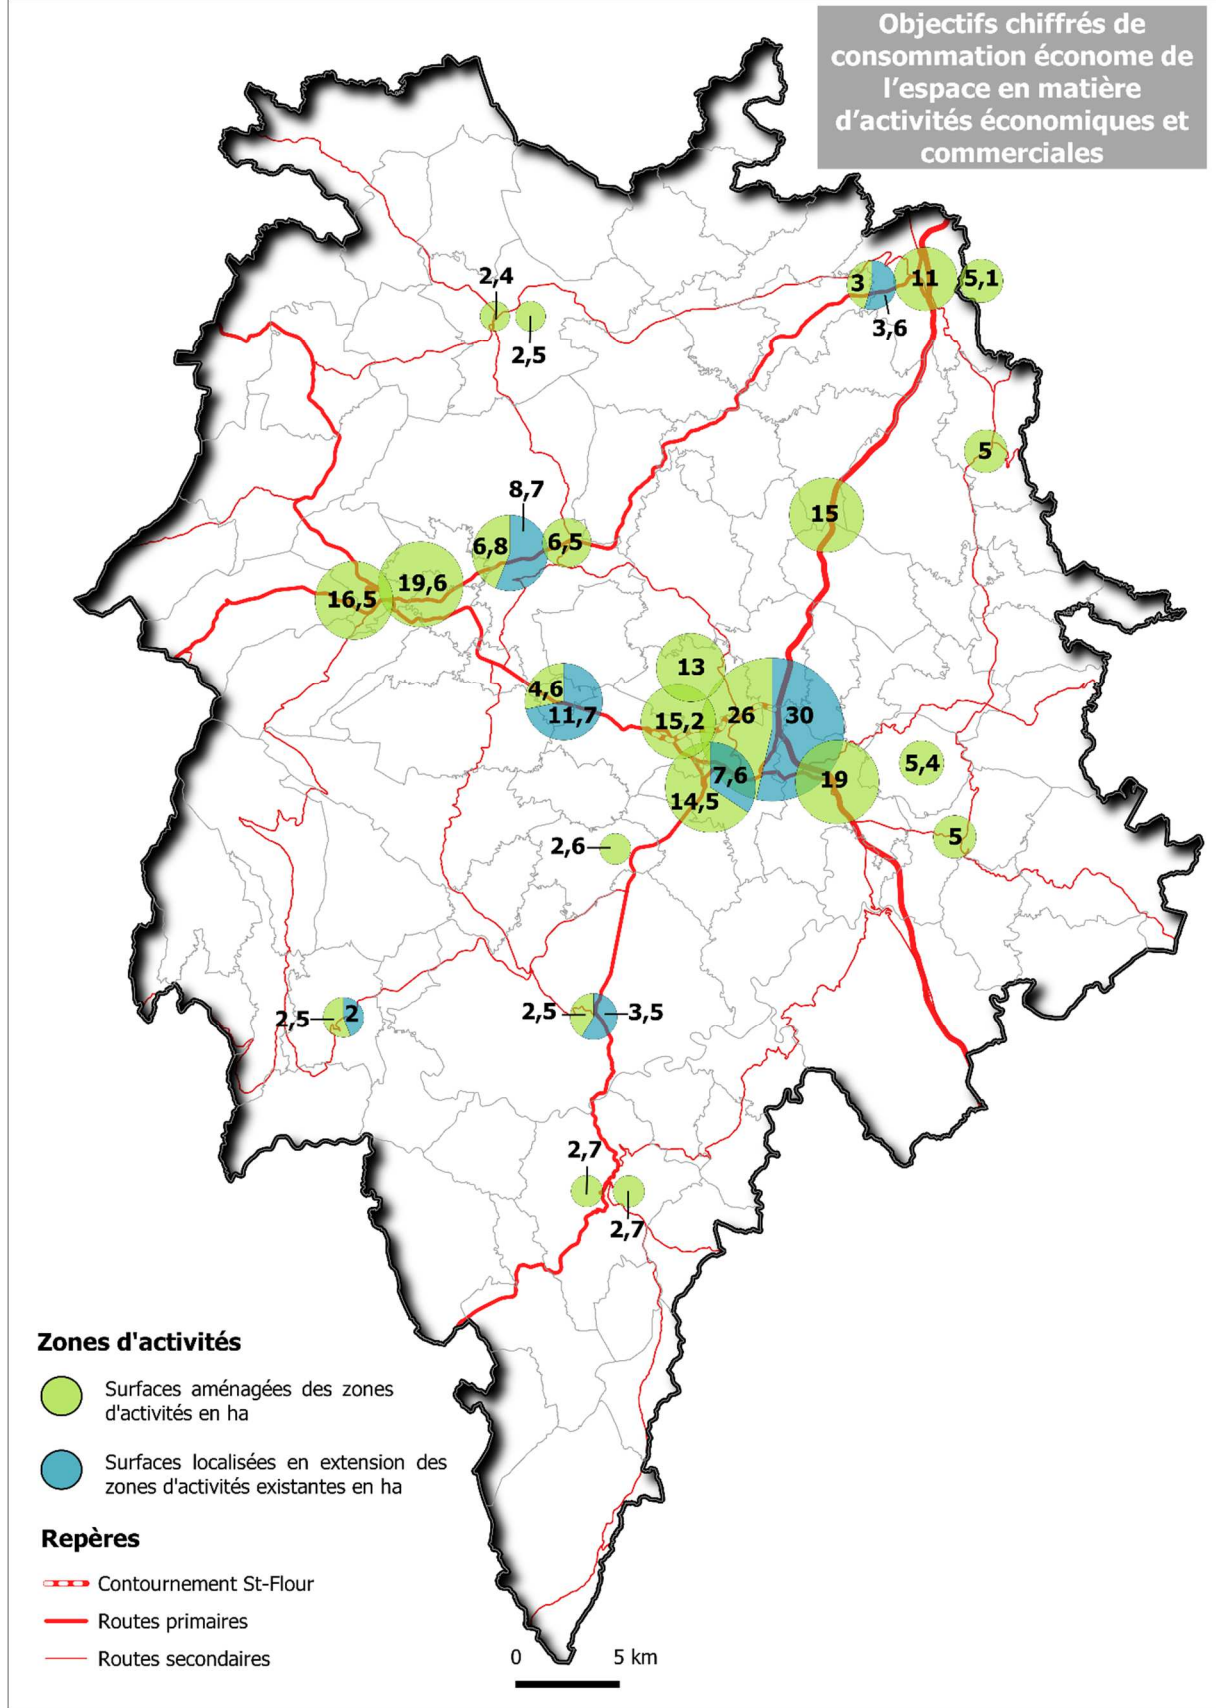 Objectifs chiffrés de
consommation économe de
l'espace en matière
d'activités économiques et
commerciales
2,4
2,5
3
3,6
11
5,1
5
15
8,7
6,8
6,5
19,6
16,5
13
4,6
11,7
15,2
26
30
7,6
14,5
19
5,4
5
2,6
2,5
2
2,5
3,5
2,7
2,7
Zones d'activités
Surfaces aménagées des zones
d'activités en ha
Surfaces localisées en extension des
zones d'activités existantes en ha
Repères
Contournement St-Flour
Routes primaires
Routes secondaires
0 5 km